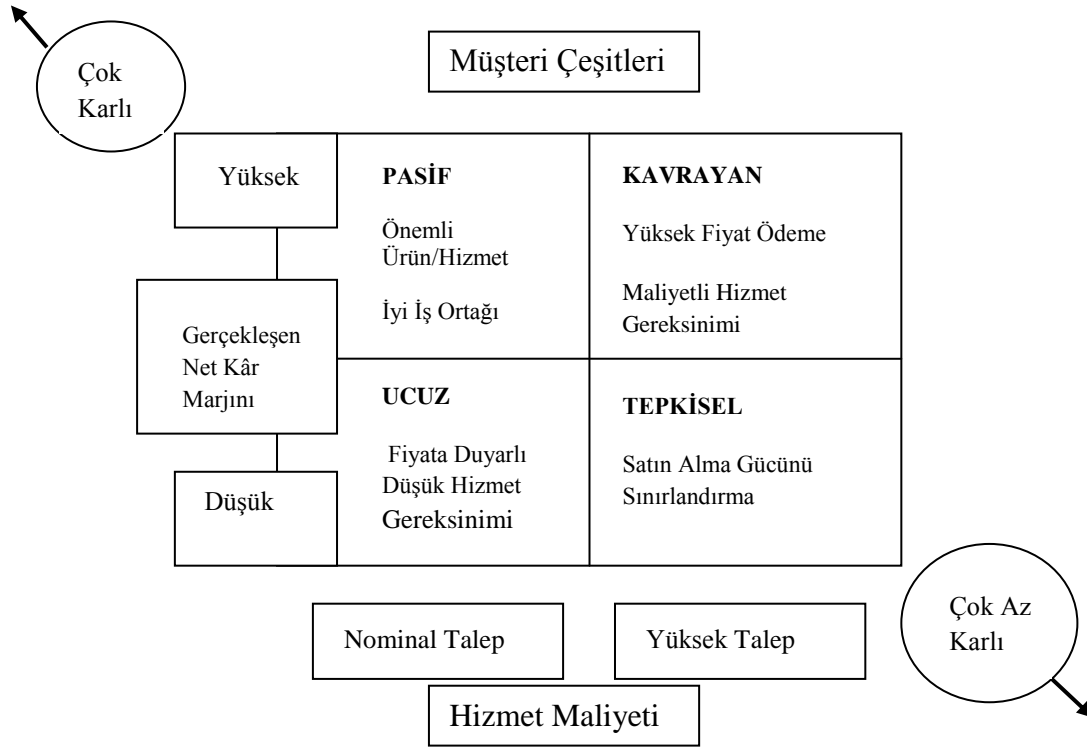 Müşteri Çeşitleri
Çok
Karlı
Yüksek
PASİF
Önemli
Ürün/Hizmet
İyi İş Ortağı
KAVRAYAN
Yüksek Fiyat Ödeme
Maliyetli Hizmet
Gereksinimi
Gerçekleşen
Net Kâr
Marjını
UCUZ
Fiyata Duyarlı
Düşük Hizmet
Gereksinimi
TEPKİSEL
Satın Alma Gücünü
Sınırlandırma
Düşük
Çok Az
Karlı
Nominal Talep
Yüksek Talep
Hizmet Maliyeti